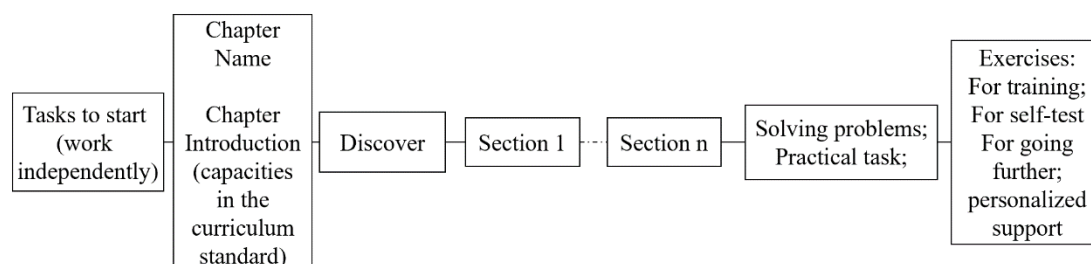 Tasks to start
(work
independently)
Chapter
Name
Chapter
Introduction
(capacities
in the
curriculum
standard)
Discover
Section 1
Section n
Solving problems;
Practical task;
Exercises:
For training;
For self-test
For going
further;
personalized
support